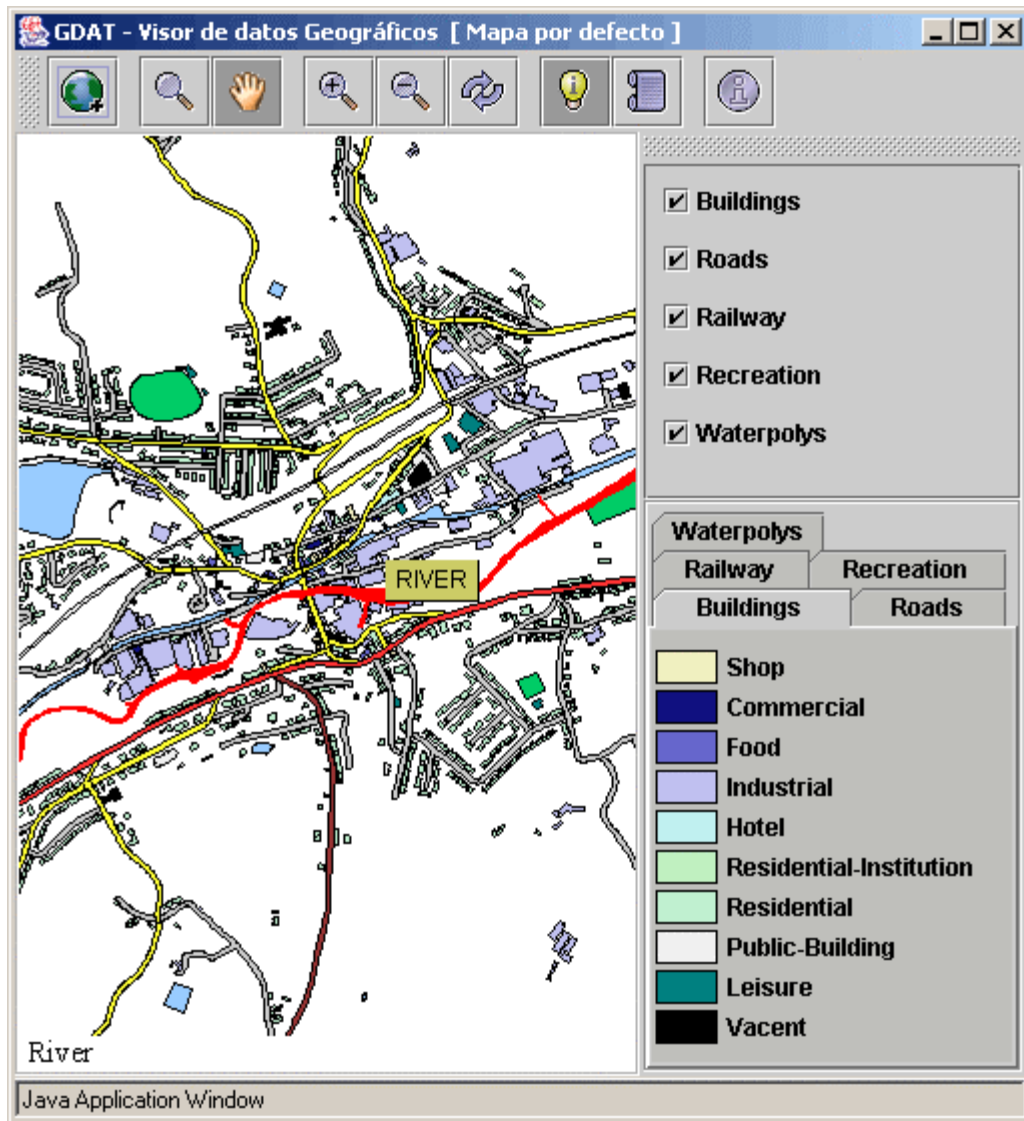 GDAT - Visor de datos Geográficos [ Mapa por defecto ]
Buildings
Roads
Railway
Recreation
Waterpolys
RIVER
River
Waterpolys
Railway
Recreation
Buildings
Roads
Shop
Commercial
Food
Industrial
Hotel
Residential-Institution
Residential
Public-Building
Leisure
Vacent
Java Application Window